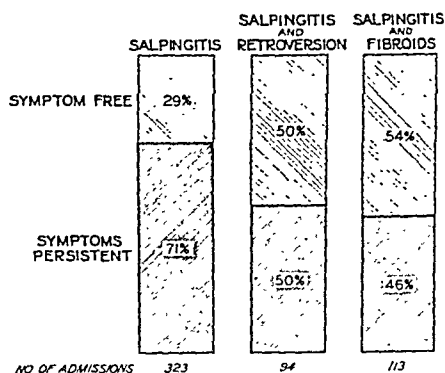 SALPINGITIS
SALPINGITIS
AND
RETROVERSION
SALPINGITIS
AND
FIBROIDS
SYMPTOM FREE
29%
50%
54%
SYMPTOMS
PERSISTENT
71%
50%
46%
NO OF ADMISSIONS 323 94 113